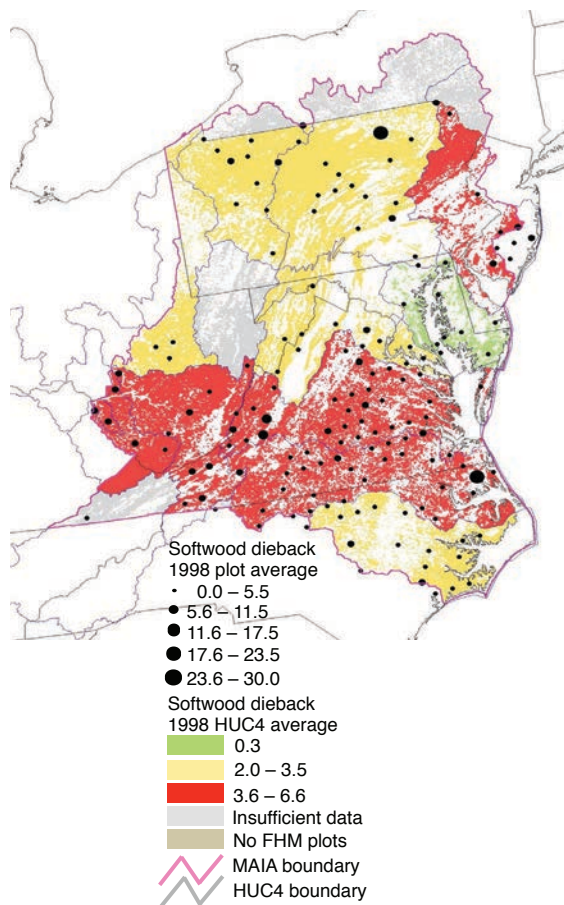 Softwood dieback
1998 plot average
0.0 – 5.5
5.6 – 11.5
11.6 – 17.5
17.6 – 23.5
23.6 – 30.0
Softwood dieback
1998 HUC4 average
0.3
2.0 – 3.5
3.6 – 6.6
Insufficient data
No FHM plots
MAIA boundary
HUC4 boundary